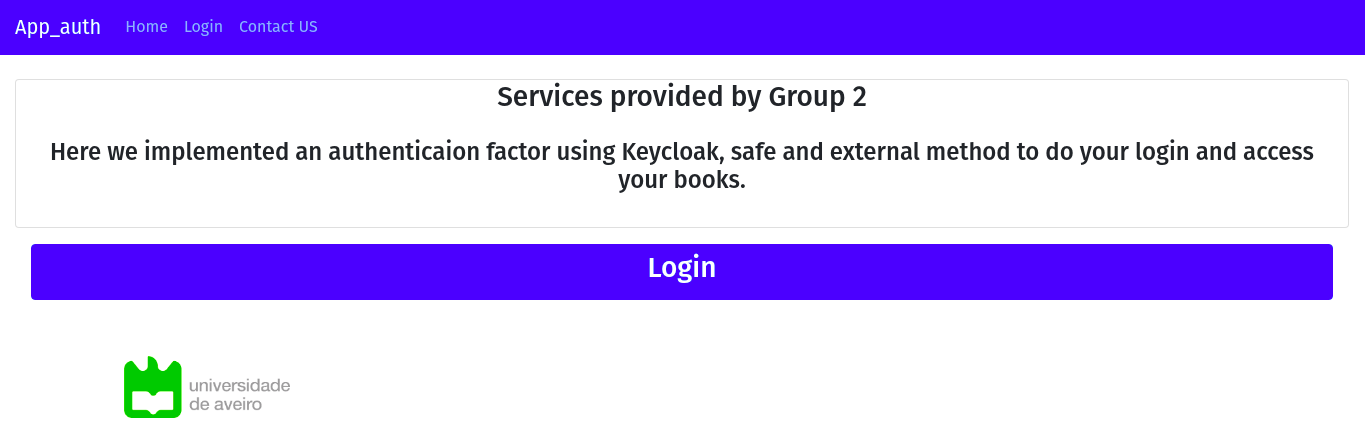 App_auth Home Login Contact US
Services provided by Group 2
Here we implemented an authenticaion factor using Keycloak, safe and external method to do your login and access
your books.
Login
universidade
de aveiro